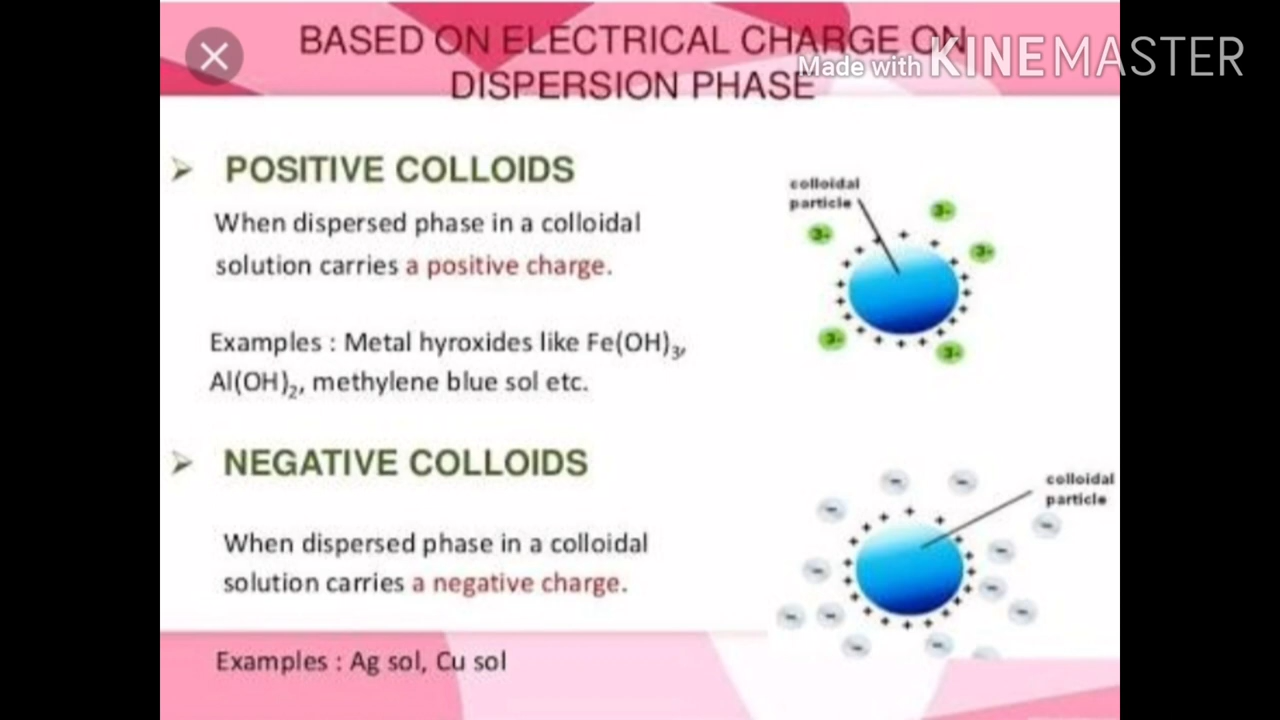 BASED ON ELECTRICAL CHARGE ON
DISPERSION PHASE
Made with KINEMASTER
POSITIVE COLLOIDS
When dispersed phase in a colloidal
solution carries a positive charge.
Examples : Metal hyroxides like Fe(OH)₃,
Al(OH)₂, methylene blue sol etc.
colloidal
particle
3-
3-
3-
3-
3-
NEGATIVE COLLOIDS
When dispersed phase in a colloidal
solution carries a negative charge.
Examples : Ag sol, Cu sol
colloidal
particle